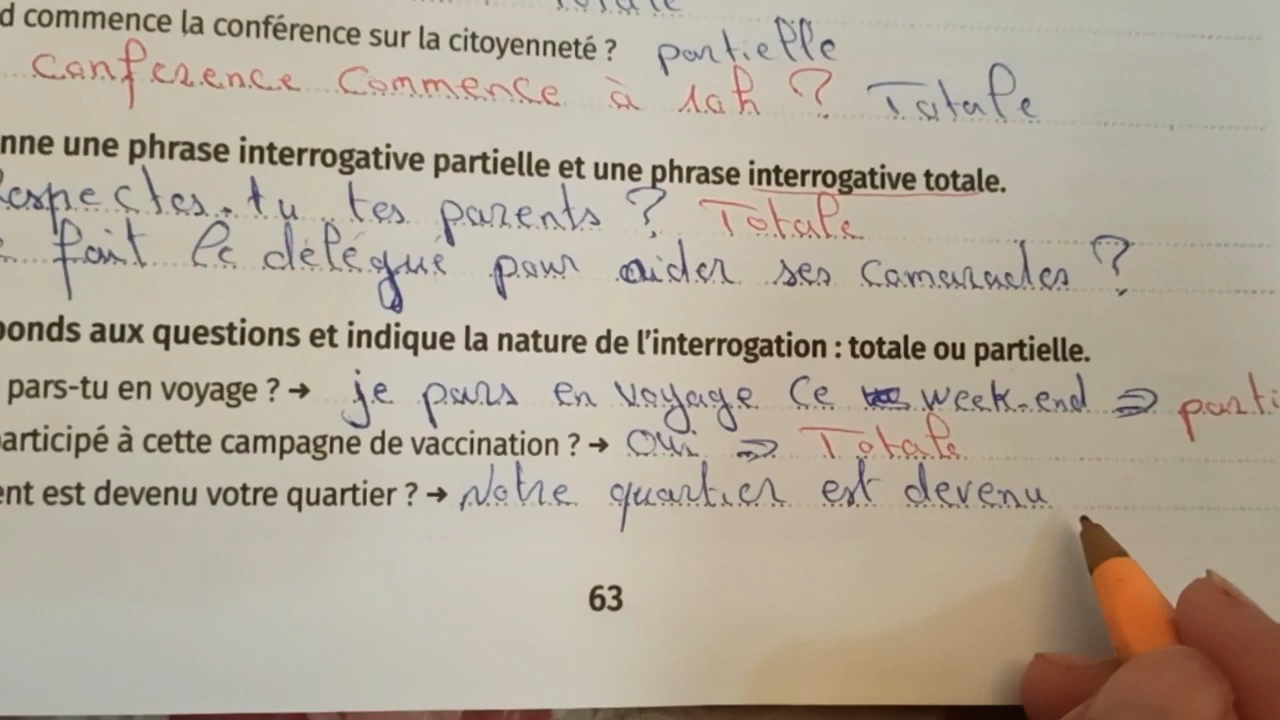 d commence la conférence sur la citoyenneté ? partielle
conference commence à 10h ? Totale
nne une phrase interrogative partielle et une phrase interrogative totale.
Respectes-tu tes parents ? Totale
fait le délégué pour aider ses camarades ?
ponds aux questions et indique la nature de l'interrogation : totale ou partielle.
pars-tu en voyage ? → je pars en voyage ce week-end ⇒ parti
articipé à cette campagne de vaccination ? → oui ⇒ Totale
ent est devenu votre quartier ? → Notre quartier est devenu
63